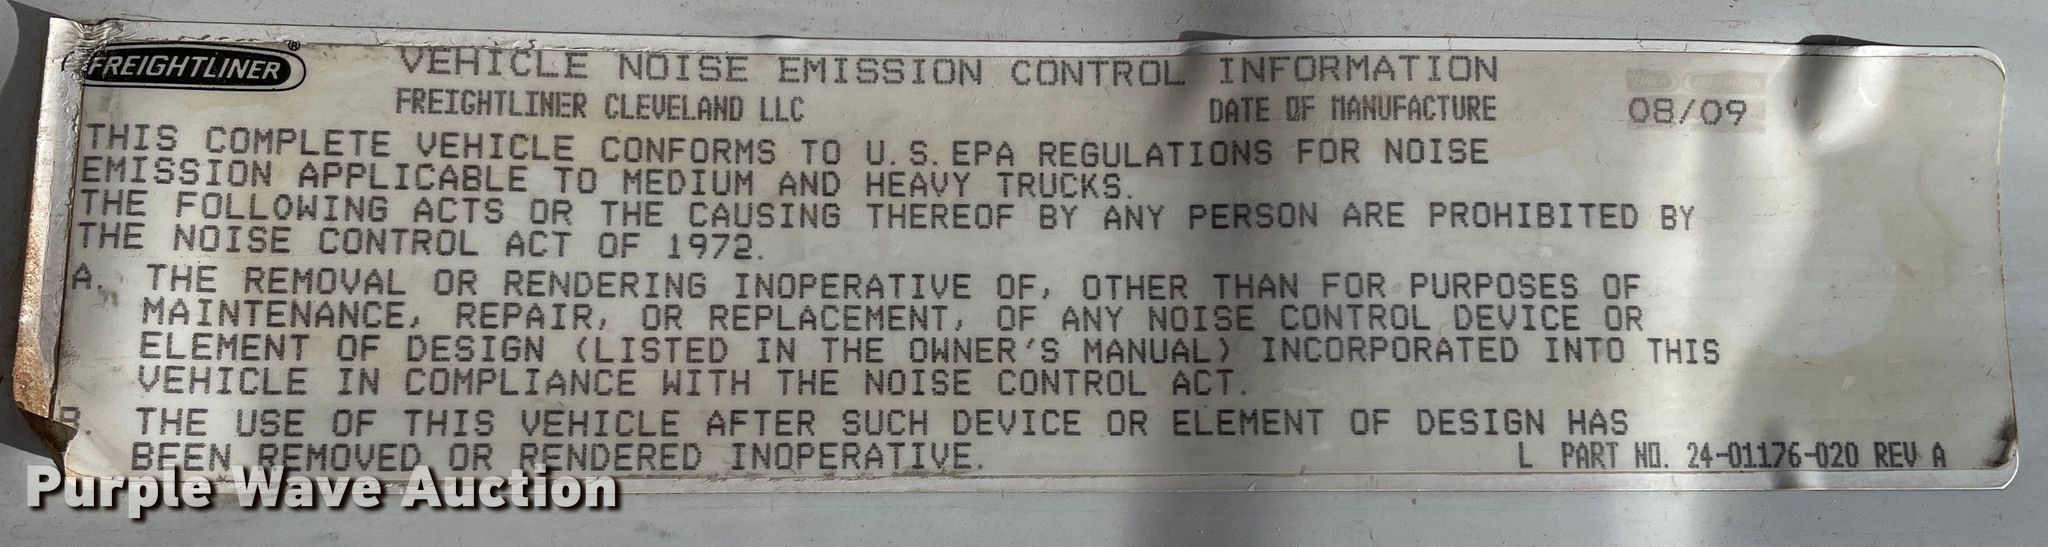 FREIGHTLINER®
VEHICLE NOISE EMISSION CONTROL INFORMATION
FREIGHTLINER CLEVELAND LLC DATE OF MANUFACTURE 08/09
THIS COMPLETE VEHICLE CONFORMS TO U.S.EPA REGULATIONS FOR NOISE
EMISSION APPLICABLE TO MEDIUM AND HEAVY TRUCKS.
THE FOLLOWING ACTS OR THE CAUSING THEREOF BY ANY PERSON ARE PROHIBITED BY
THE NOISE CONTROL ACT OF 1972.
A. THE REMOVAL OR RENDERING INOPERATIVE OF, OTHER THAN FOR PURPOSES OF
MAINTENANCE, REPAIR, OR REPLACEMENT, OF ANY NOISE CONTROL DEVICE OR
ELEMENT OF DESIGN (LISTED IN THE OWNER'S MANUAL) INCORPORATED INTO THIS
VEHICLE IN COMPLIANCE WITH THE NOISE CONTROL ACT.
B. THE USE OF THIS VEHICLE AFTER SUCH DEVICE OR ELEMENT OF DESIGN HAS
BEEN REMOVED OR RENDERED INOPERATIVE.
L PART NO. 24-01176-020 REV A
Purple Wave Auction